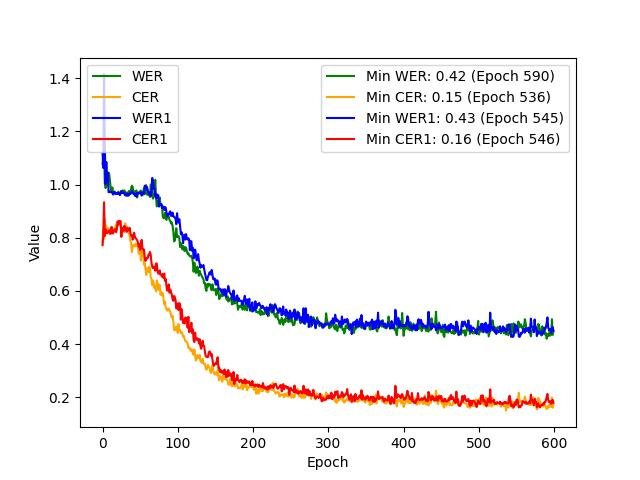 WER
CER
WER1
CER1
Min WER: 0.42 (Epoch 590)
Min CER: 0.15 (Epoch 536)
Min WER1: 0.43 (Epoch 545)
Min CER1: 0.16 (Epoch 546)
1.4
1.2
1.0
0.8
0.6
0.4
0.2
Value
0 100 200 300 400 500 600
Epoch